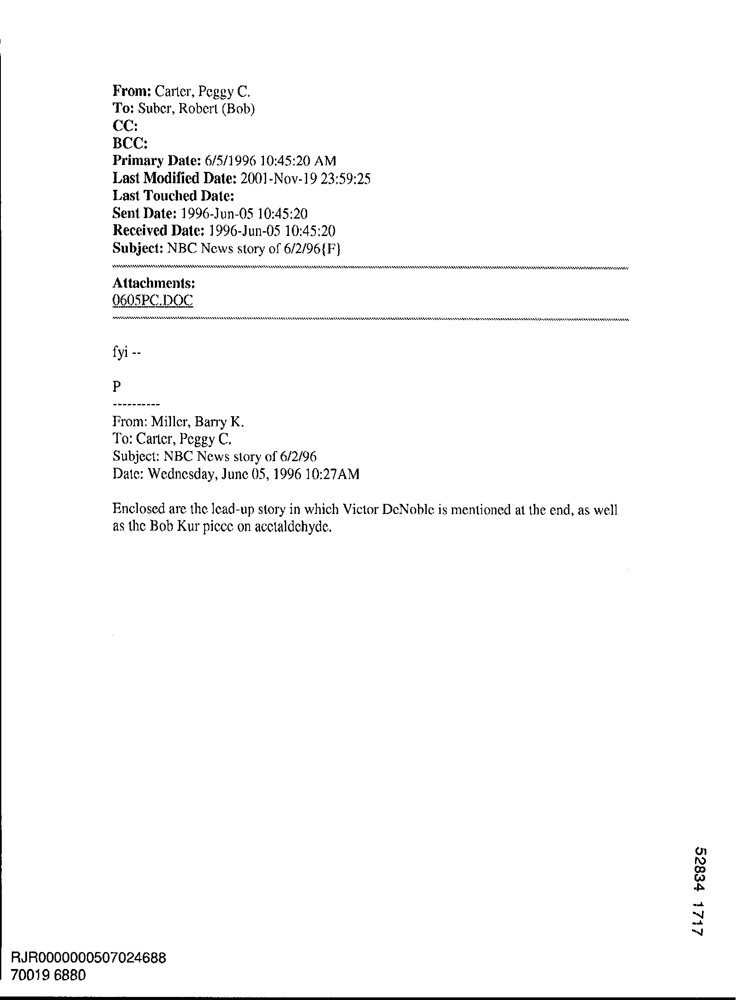 From: Carter, Peggy C.
To: Suber, Robert (Bob)
CC:
BCC:
Primary Date: 6/5/1996 10:45:20 AM
Last Modified Date: 2001-Nov-19 23:59:25
Last Touched Date:
Sent Date: 1996-Jun-05 10:45:20
Received Date: 1996-Jun-05 10:45:20
Subject: NBC News story of 6/2/96{F}
Attachments:
0605PC.DOC
fyi --
P
----------
From: Miller, Barry K.
To: Carter, Peggy C.
Subject: NBC News story of 6/2/96
Date: Wednesday, June 05, 1996 10:27AM
Enclosed are the lead-up story in which Victor DeNoble is mentioned at the end, as well
as the Bob Kur piece on acetaldehyde.
52834 1717
RJR0000000507024688
70019 6880